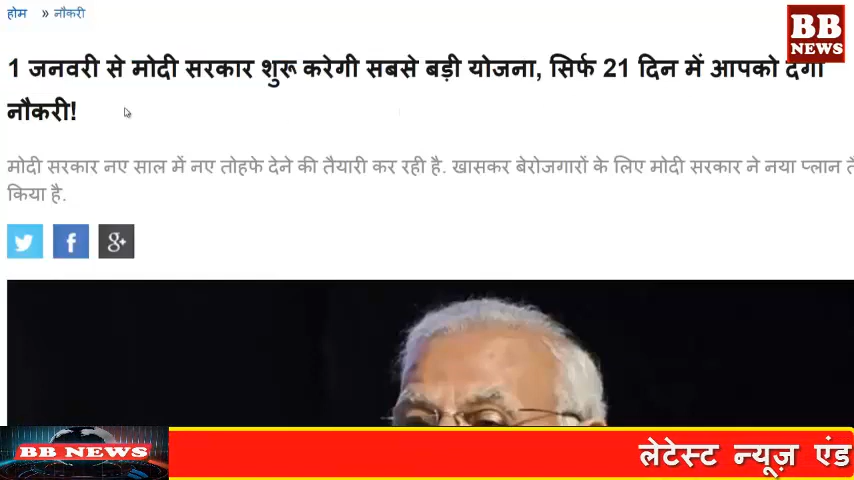 होम » नौकरी
BB
NEWS
1 जनवरी से मोदी सरकार शुरू करेगी सबसे बड़ी योजना, सिर्फ 21 दिन में आपको देगी
नौकरी!
मोदी सरकार नए साल में नए तोहफे देने की तैयारी कर रही है. खासकर बेरोजगारों के लिए मोदी सरकार ने नया प्लान
किया है.
f
g+
BB NEWS
लेटेस्ट न्यूज़ एंड